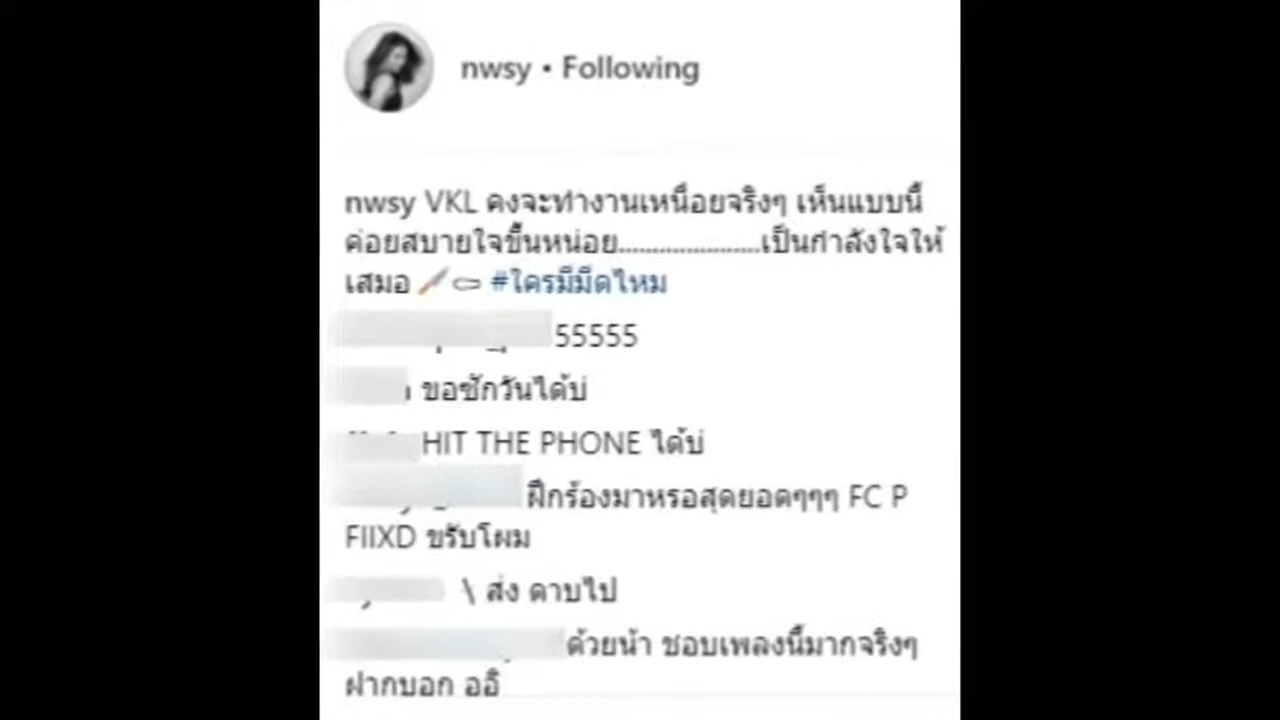 nwsy • Following
nwsy VKL คงจะทำงานเหนื่อยจริงๆ เห็นแบบนี้
ค่อยสบายใจขึ้นหน่อย......................เป็นกำลังใจให้
เสมอ #ใครมีมีดไหม
55555
ขอซักวันได้บ่
HIT THE PHONE ได้บ่
ฝึกร้องมาหรอสุดยอดๆๆๆ FC P
FIIXD ขรับโผม
\ ส่ง ดาบไป
ด้วยน้า ชอบเพลงนี้มากจริงๆ
ฝากบอก ออิ